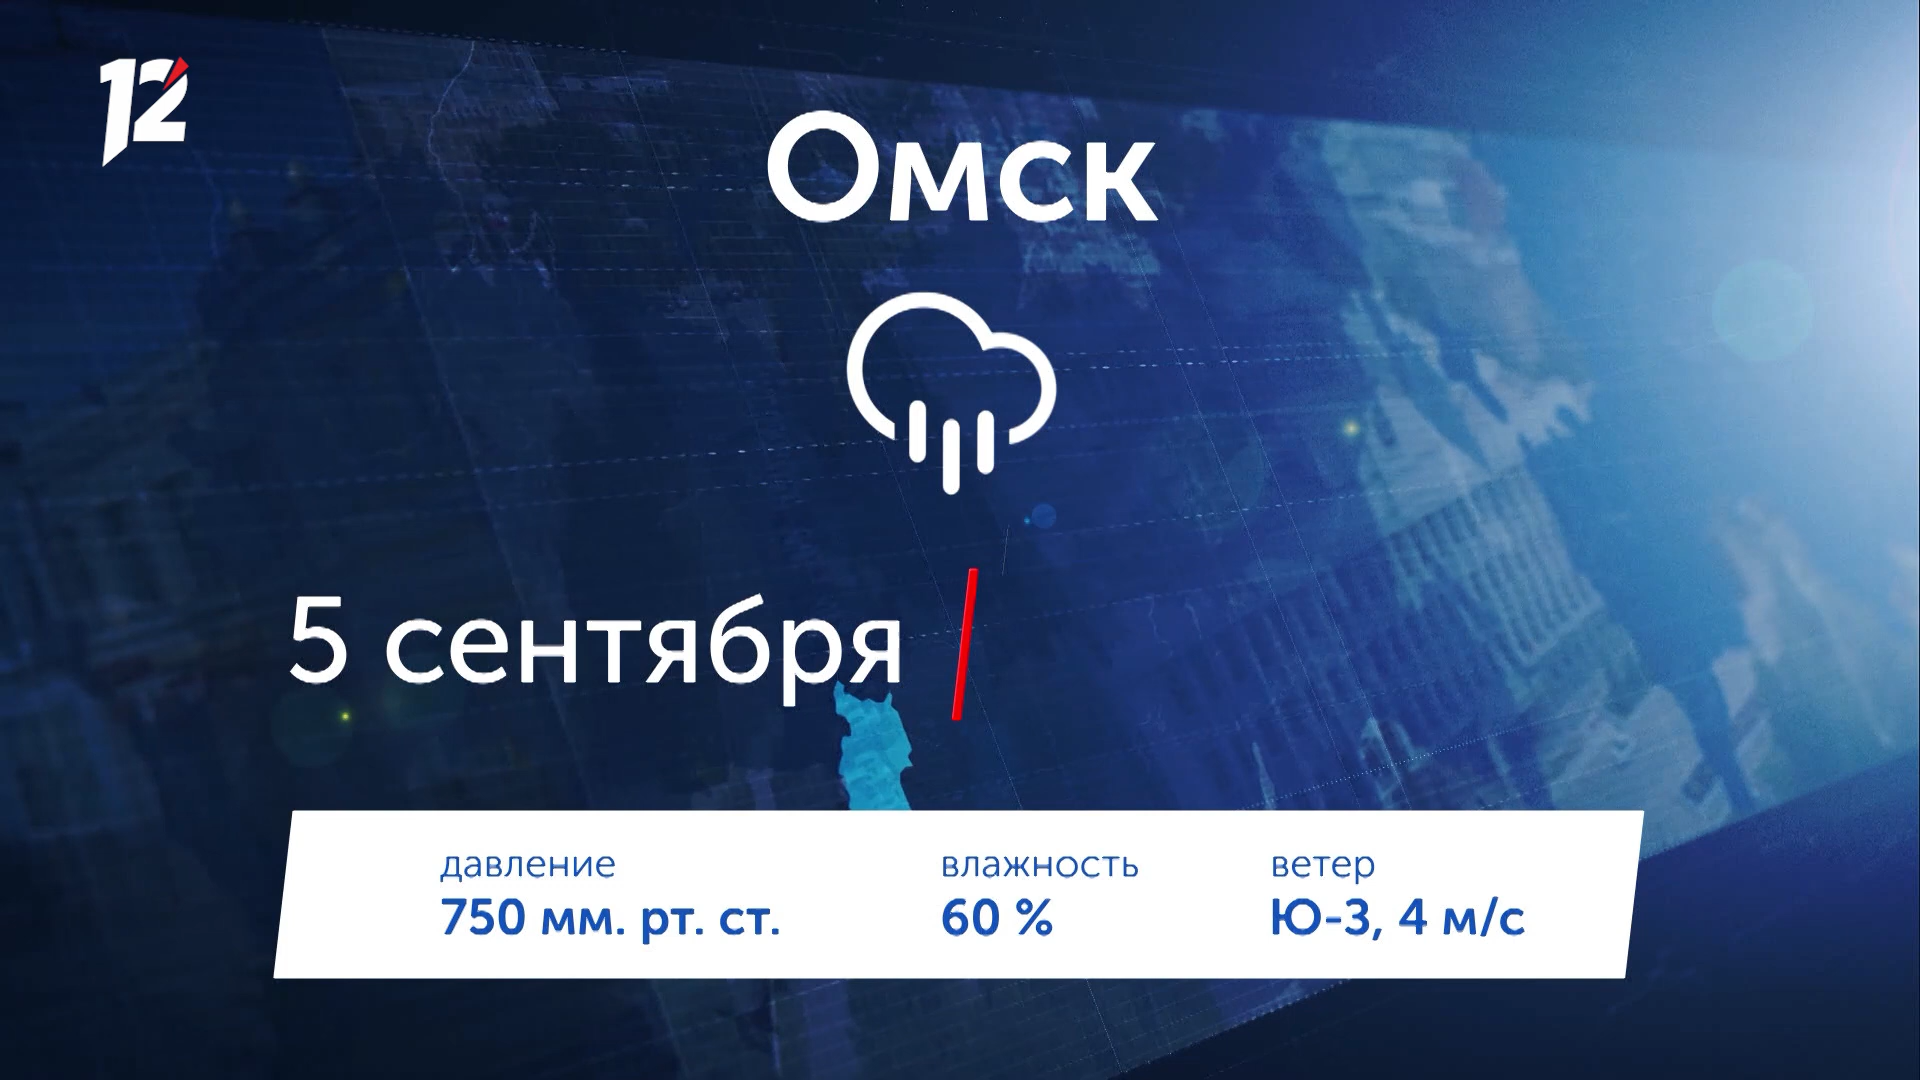 12
Омск
5 сентября
давление влажность ветер
750 мм. рт. ст. 60 % Ю-З, 4 м/с